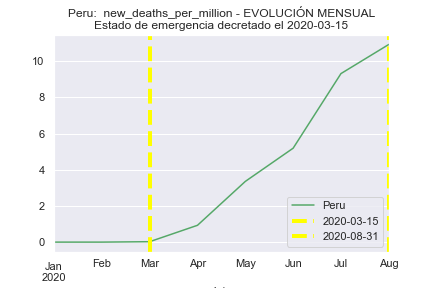 Peru:  new_deaths_per_million - EVOLUCIÓN MENSUAL
Estado de emergencia decretado el 2020-03-15
10
8
6
4
2
0
Peru
2020-03-15
2020-08-31
Jan Feb Mar Apr May Jun Jul Aug
2020